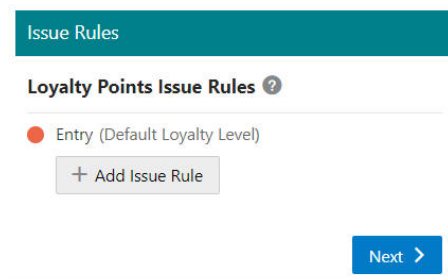 Issue Rules
Loyalty Points Issue Rules ?
Entry (Default Loyalty Level)
+ Add Issue Rule
Next >